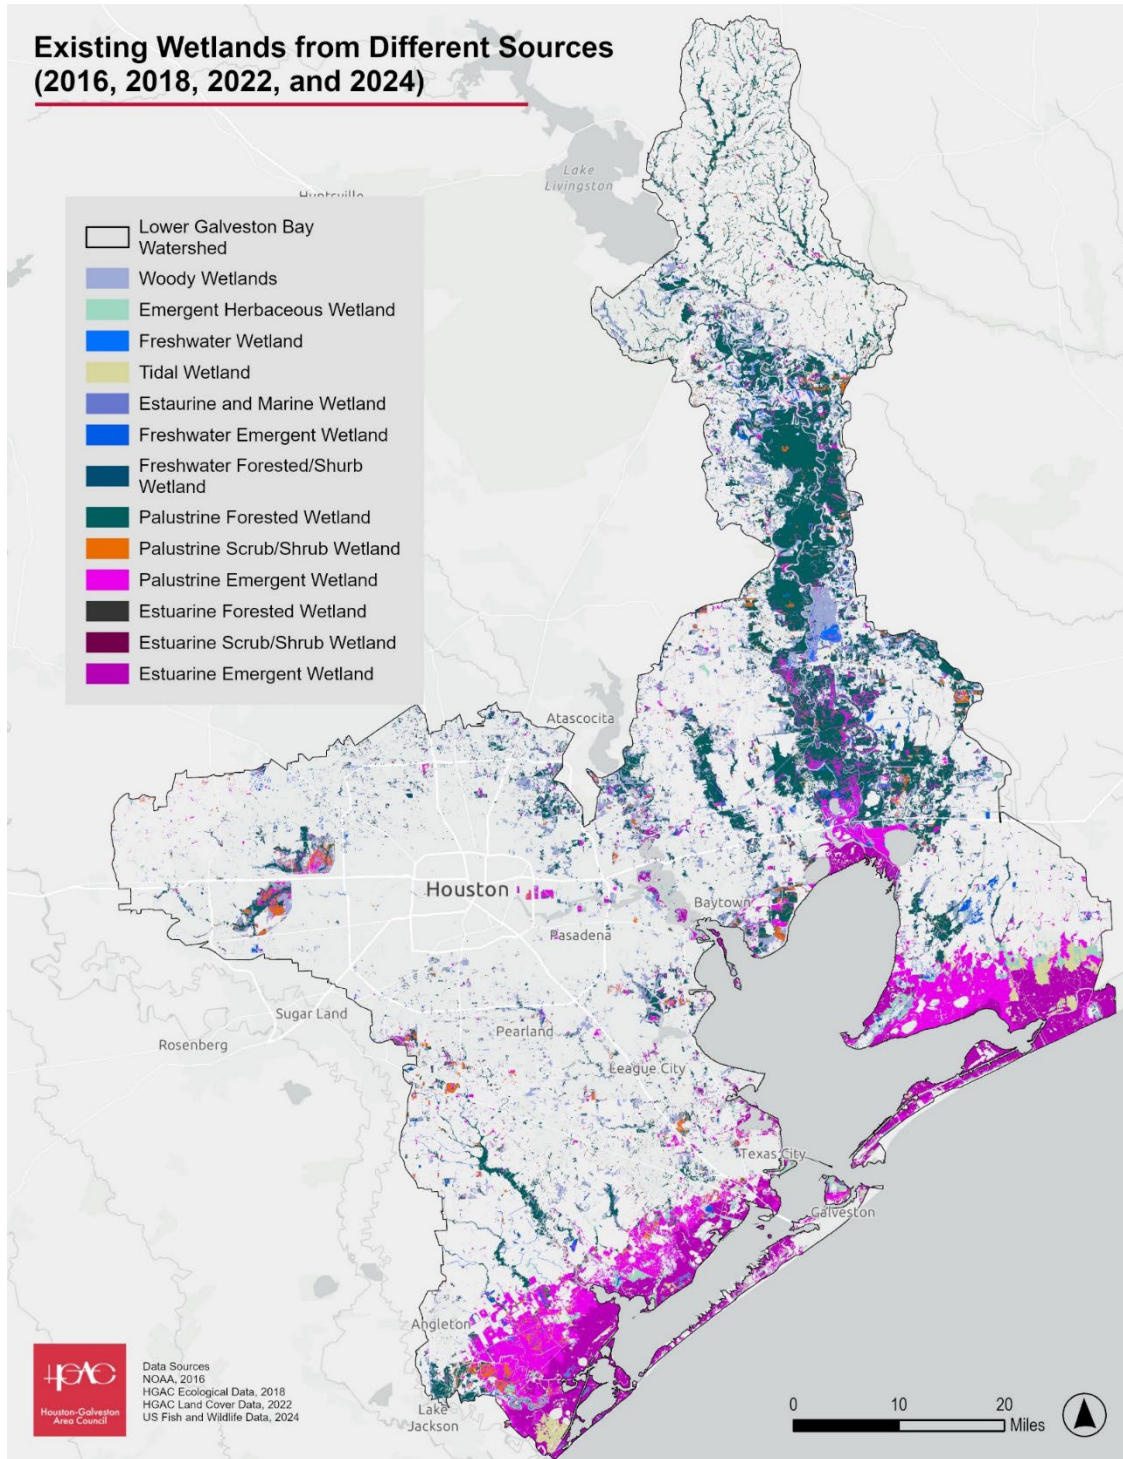 Existing Wetlands from Different Sources
(2016, 2018, 2022, and 2024)
Lake
Livingston
Huntsville
Lower Galveston Bay
Watershed
Woody Wetlands
Emergent Herbaceous Wetland
Freshwater Wetland
Tidal Wetland
Estaurine and Marine Wetland
Freshwater Emergent Wetland
Freshwater Forested/Shurb
Wetland
Palustrine Forested Wetland
Palustrine Scrub/Shrub Wetland
Palustrine Emergent Wetland
Estuarine Forested Wetland
Estuarine Scrub/Shrub Wetland
Estuarine Emergent Wetland
Atascocita
Houston
Baytown
Pasadena
Sugar Land
Pearland
Rosenberg
League City
Texas City
Galveston
Angleton
Lake
Jackson
HGAC
Houston-Galveston
Area Council
Data Sources
NOAA, 2016
HGAC Ecological Data, 2018
HGAC Land Cover Data, 2022
US Fish and Wildlife Data, 2024
0 10 20
Miles